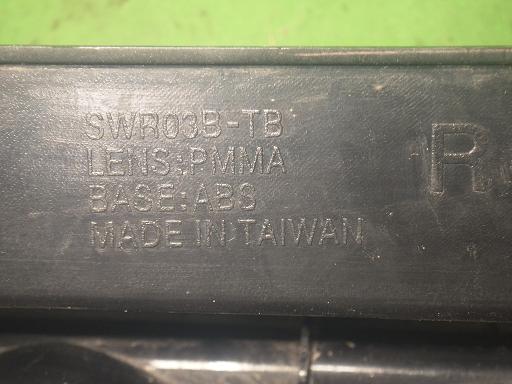 SWR03B-TB
LENS:PMMA
BASE:ABS
MADE IN TAIWAN
R